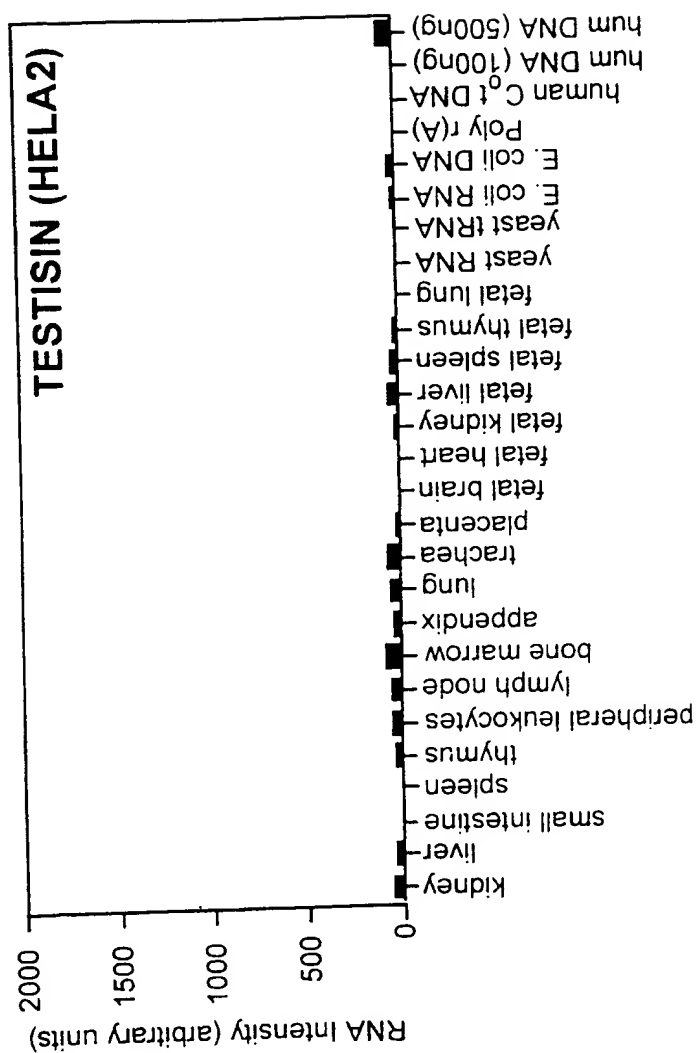 TESTISIN (HELA2)
RNA Intensity (arbitrary units)
2000
1500
1000
500
0
kidney
liver
small intestine
spleen
thymus
peripheral leukocytes
lymph node
bone marrow
appendix
lung
trachea
placenta
fetal brain
fetal heart
fetal kidney
fetal liver
fetal spleen
fetal thymus
fetal lung
yeast RNA
yeast tRNA
E. coli RNA
E. coli DNA
Poly r(A)
human Cot DNA
hum DNA (100ng)
hum DNA (500ng)